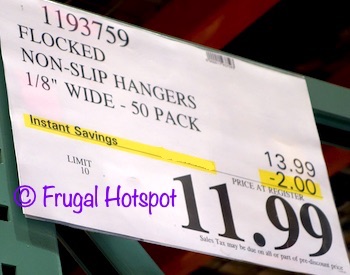 1193759
FLOCKED
NON-SLIP HANGERS
1/8" WIDE - 50 PACK
Instant Savings
13.99
-2.00
LIMIT
10
PRICE AT REGISTER
11.99
Sales Tax may be due on all or part of pre-discount price.
© Frugal Hotspot